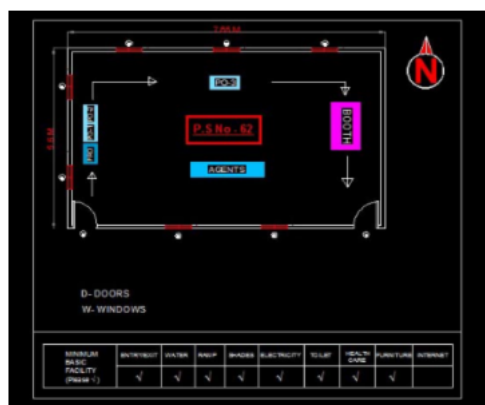 N
PO-3
P.S No. 62
BOOTH
AGENTS
D- DOORS
W- WINDOWS
MINIMUM BASIC FACILITY (Please √)
ENTRY/EXIT WATER RAMP SHADES ELECTRICITY TOILET HEALTH CARE FURNITURE INTERNET
√ √ √ √ √ √ √ √